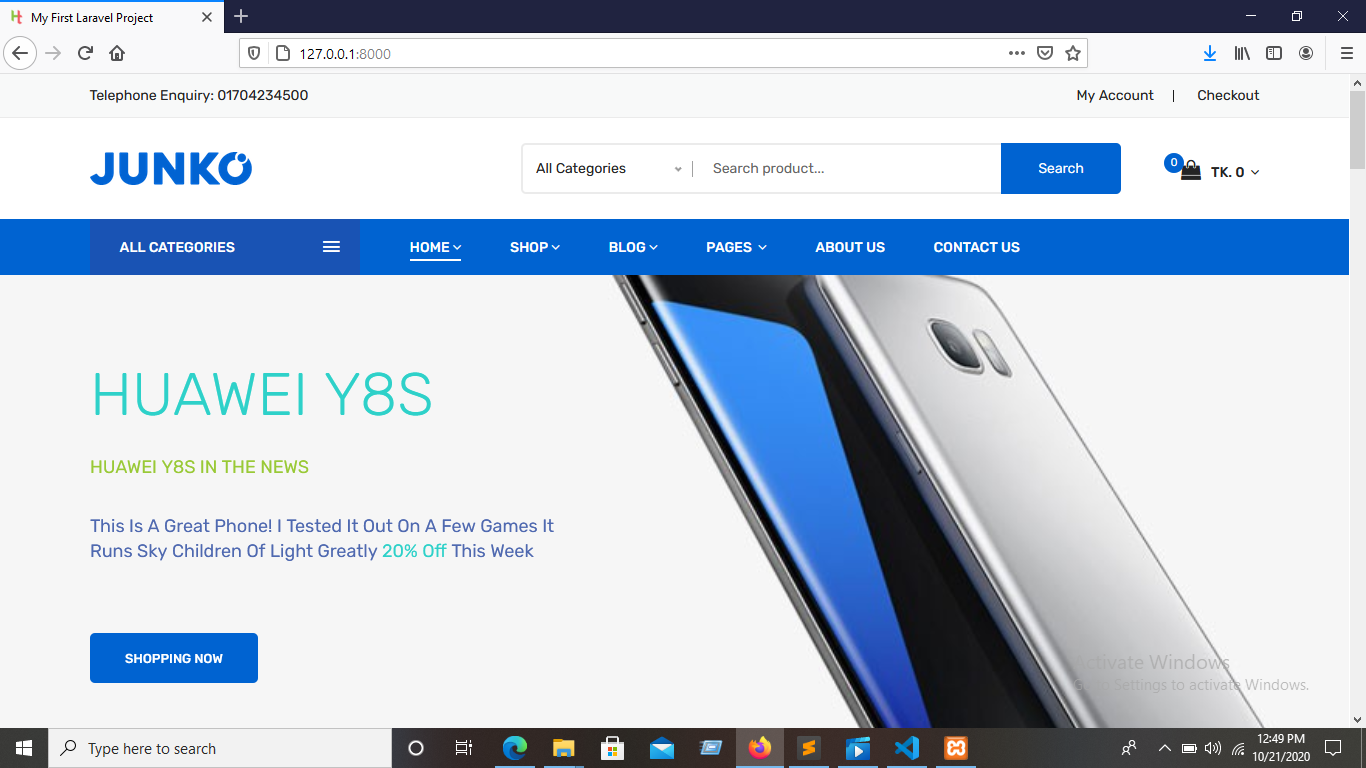 My First Laravel Project
127.0.0.1:8000
Telephone Enquiry: 01704234500
My Account | Checkout
JUNKO
All Categories
Search product...
Search
0
TK. 0
ALL CATEGORIES
HOME
SHOP
BLOG
PAGES
ABOUT US
CONTACT US
HUAWEI Y8S
HUAWEI Y8S IN THE NEWS
This Is A Great Phone! I Tested It Out On A Few Games It
Runs Sky Children Of Light Greatly 20% Off This Week
SHOPPING NOW
Activate Windows
Go to Settings to activate Windows.
Type here to search
12:49 PM
10/21/2020